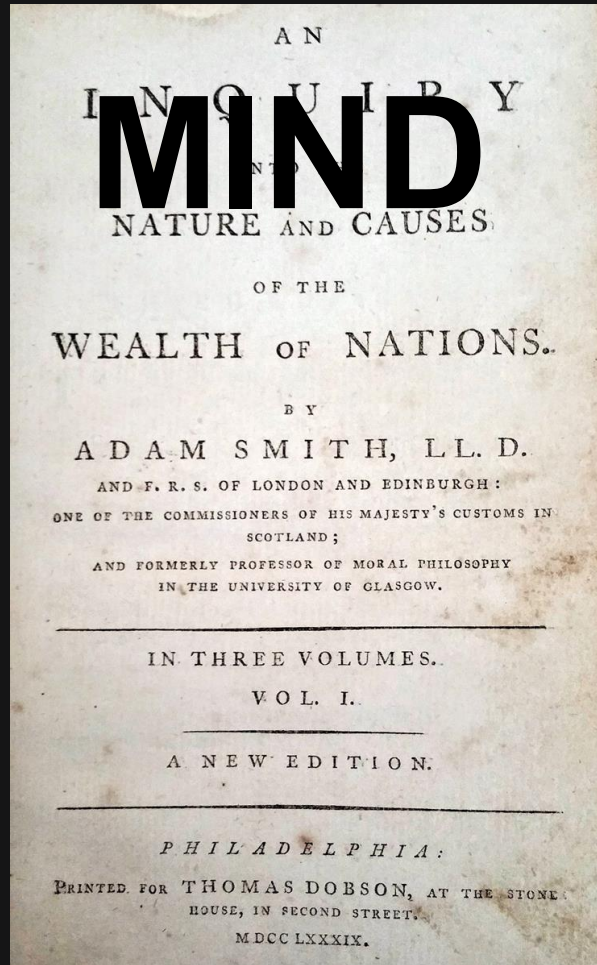 AN
INQUIRY
MIND
NATURE AND CAUSES
OF THE
WEALTH OF NATIONS.
BY
ADAM SMITH, LL. D.
AND F. R. S. OF LONDON AND EDINBURGH:
ONE OF THE COMMISSIONERS OF HIS MAJESTY'S CUSTOMS IN
SCOTLAND;
AND FORMERLY PROFESSOR OF MORAL PHILOSOPHY
IN THE UNIVERSITY OF GLASGOW.
IN THREE VOLUMES.
VOL. I.
A NEW EDITION.
PHILADELPHIA:
PRINTED FOR THOMAS DOBSON, AT THE STONE
HOUSE, IN SECOND STREET.
MDCCLXXXIX.